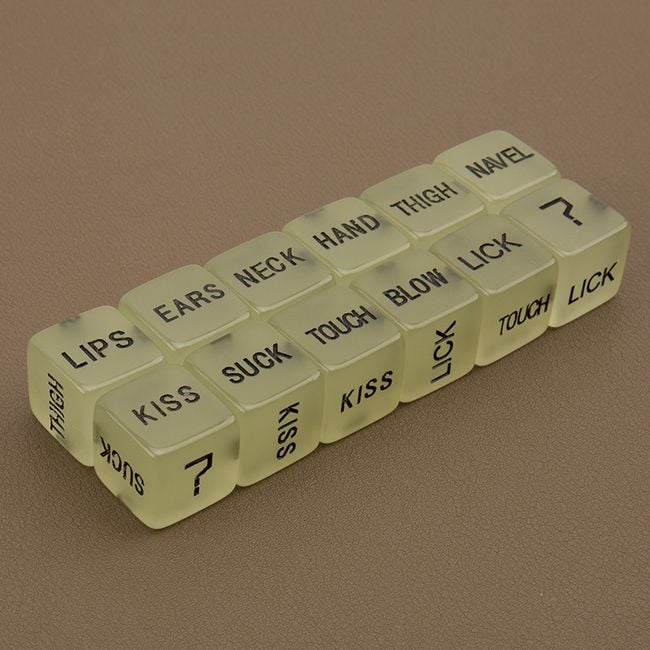 NAVEL
THIGH
HAND
NECK
EARS
LIPS
THIGH
?
LICK
LICK
TOUCH
BLOW
LICK
TOUCH
KISS
SUCK
KISS
KISS
?
SUCK